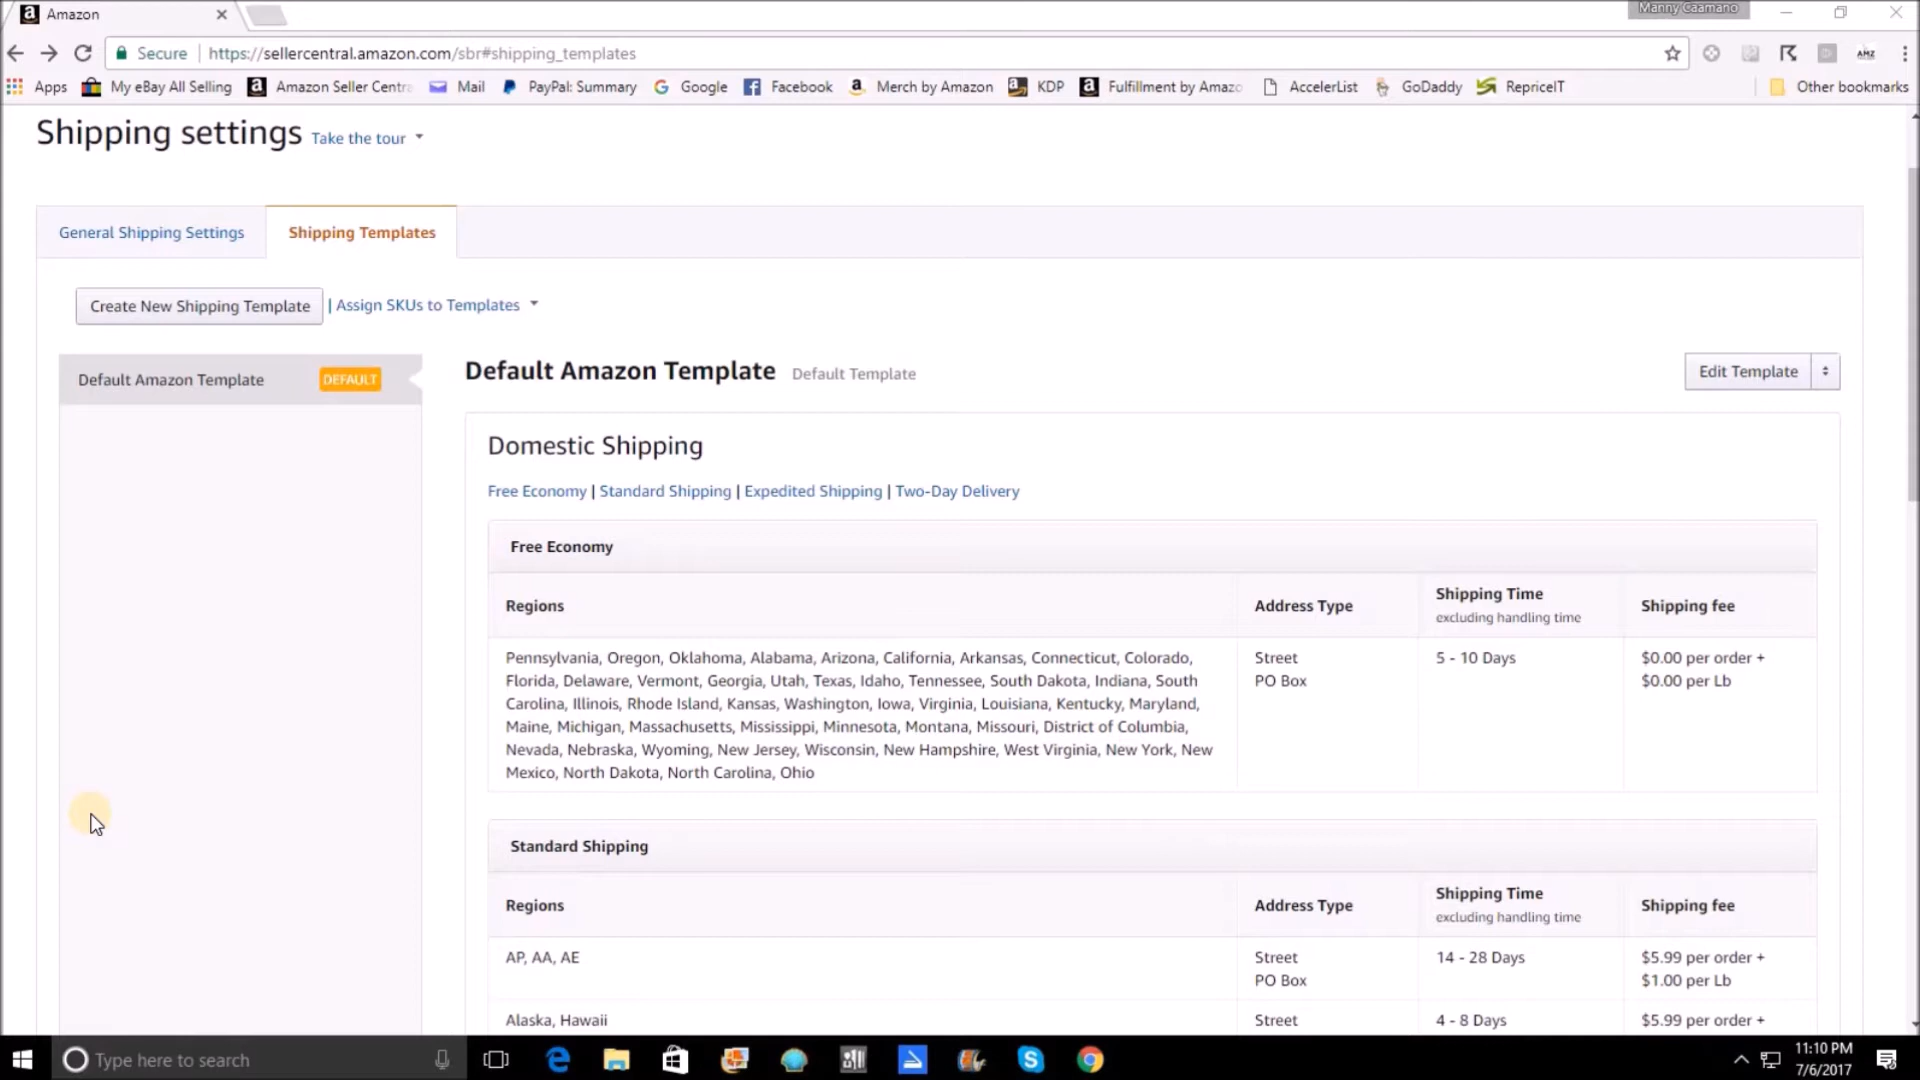 Amazon
Manny Caamano
Secure
https://sellercentral.amazon.com/sbr#shipping_templates
AMZ
Apps
My eBay All Selling
Amazon Seller Centra
Mail
PayPal: Summary
Google
Facebook
Merch by Amazon
KDP
Fulfillment by Amazo
AccelerList
GoDaddy
RepriceIT
Other bookmarks
Shipping settings Take the tour
General Shipping Settings
Shipping Templates
Create New Shipping Template | Assign SKUs to Templates
Default Amazon Template DEFAULT
Default Amazon Template Default Template
Edit Template
Domestic Shipping
Free Economy | Standard Shipping | Expedited Shipping | Two-Day Delivery
Free Economy
Regions
Address Type
Shipping Time
excluding handling time
Shipping fee
Pennsylvania, Oregon, Oklahoma, Alabama, Arizona, California, Arkansas, Connecticut, Colorado,
Florida, Delaware, Vermont, Georgia, Utah, Texas, Idaho, Tennessee, South Dakota, Indiana, South
Carolina, Illinois, Rhode Island, Kansas, Washington, Iowa, Virginia, Louisiana, Kentucky, Maryland,
Maine, Michigan, Massachusetts, Mississippi, Minnesota, Montana, Missouri, District of Columbia,
Nevada, Nebraska, Wyoming, New Jersey, Wisconsin, New Hampshire, West Virginia, New York, New
Mexico, North Dakota, North Carolina, Ohio
Street
PO Box
5 - 10 Days
$0.00 per order +
$0.00 per Lb
Standard Shipping
Regions
Address Type
Shipping Time
excluding handling time
Shipping fee
AP, AA, AE
Street
PO Box
14 - 28 Days
$5.99 per order +
$1.00 per Lb
Alaska, Hawaii
Street
4 - 8 Days
$5.99 per order +
Type here to search
11:10 PM
7/6/2017